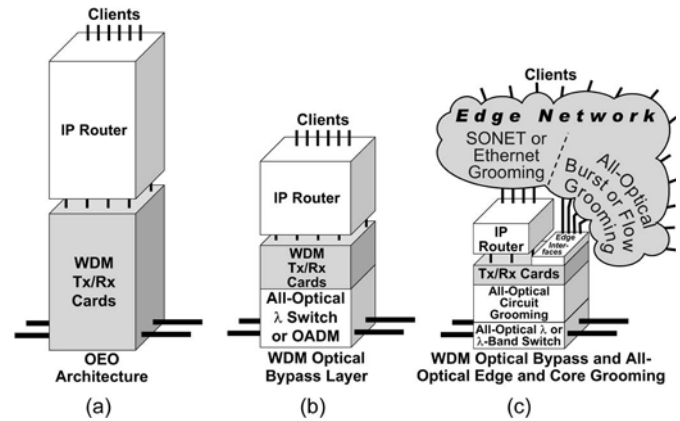 Clients
IP Router
WDM
Tx/Rx
Cards
OEO
Architecture
(a)
Clients
IP Router
WDM
Tx/Rx
Cards
All-Optical
λ Switch
or OADM
WDM Optical
Bypass Layer
(b)
Clients
Edge Network
SONET or
Ethernet
Grooming
All-Optical
Burst or Flow
Grooming
IP
Router
Edge
Inter-
faces
Tx/Rx Cards
All-Optical
Circuit
Grooming
All-Optical λ or
λ-Band Switch
WDM Optical Bypass and All-
Optical Edge and Core Grooming
(c)